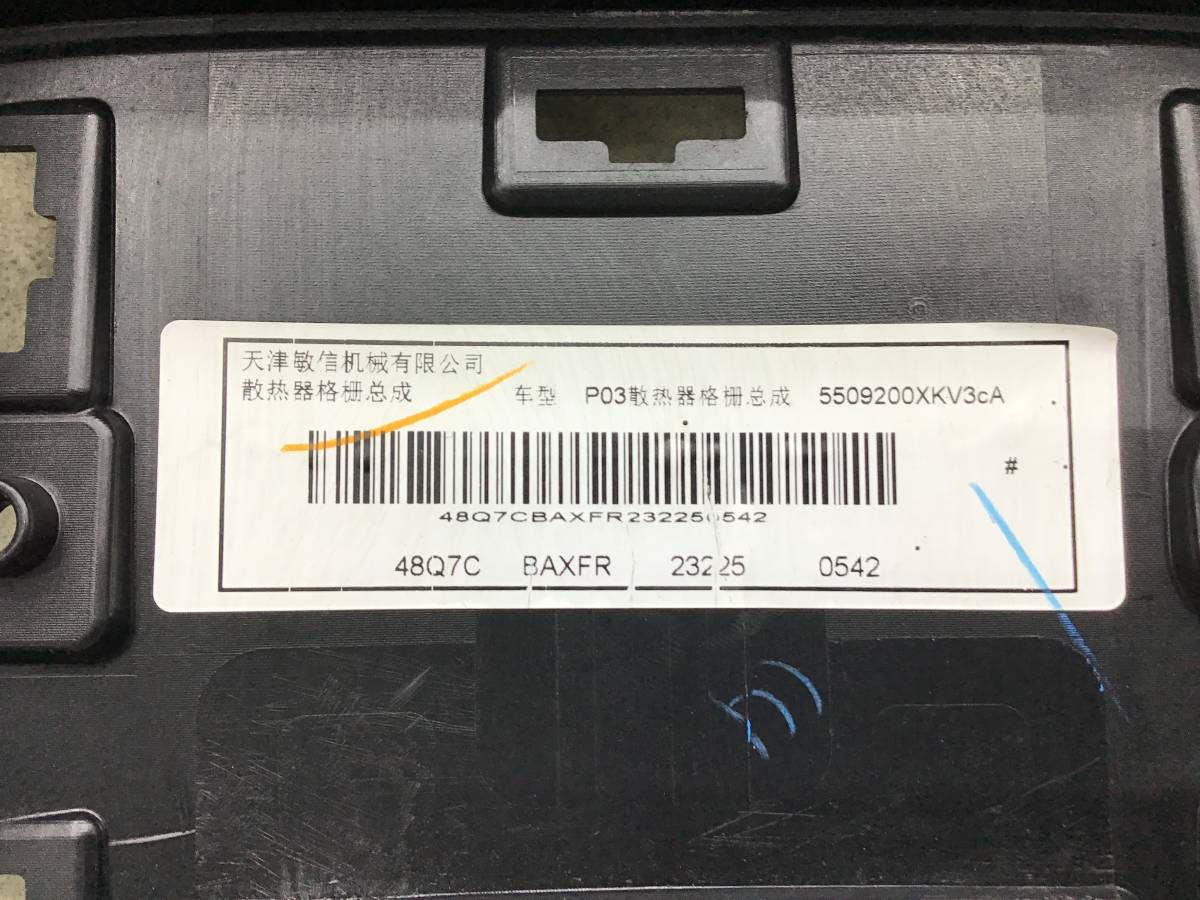 天津敏信机械有限公司
散热器格栅总成 车型 P03散热器格栅总成 5509200XKV3cA
#
48Q7CBAXFR232250542
48Q7C BAXFR 23225 0542